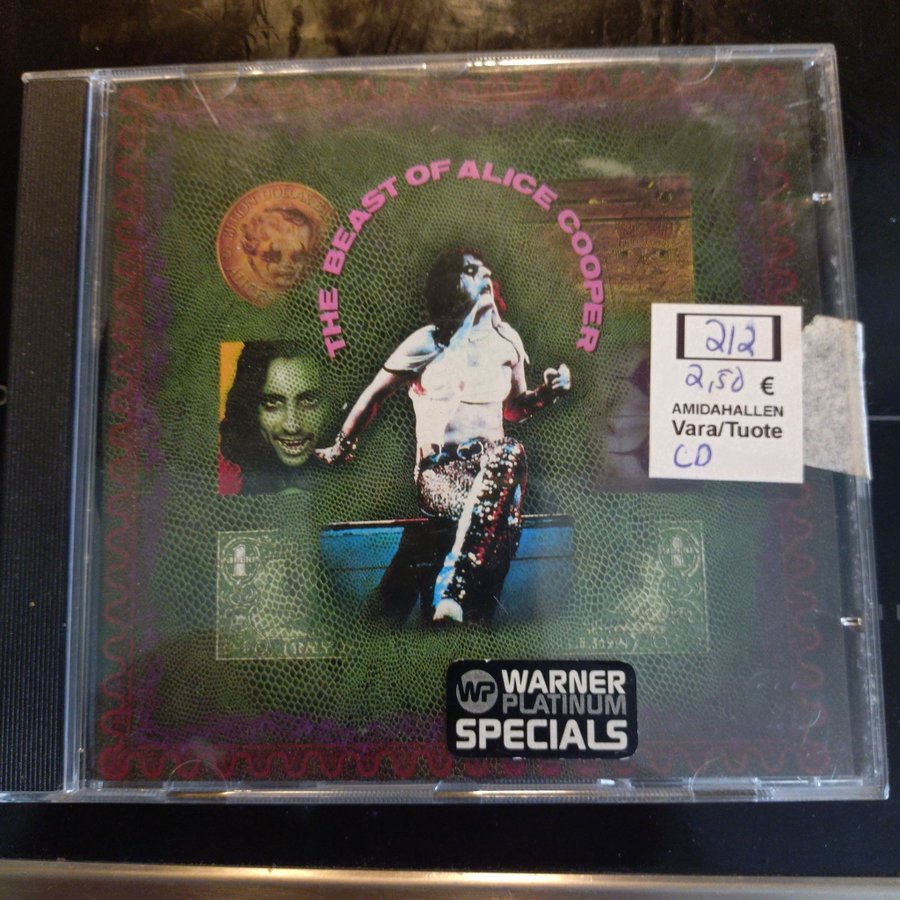 THE BEAST OF ALICE COOPER
212
2,50 €
AMIDAHALLEN
Vara/Tuote
CD
WP WARNER
PLATINUM
SPECIALS